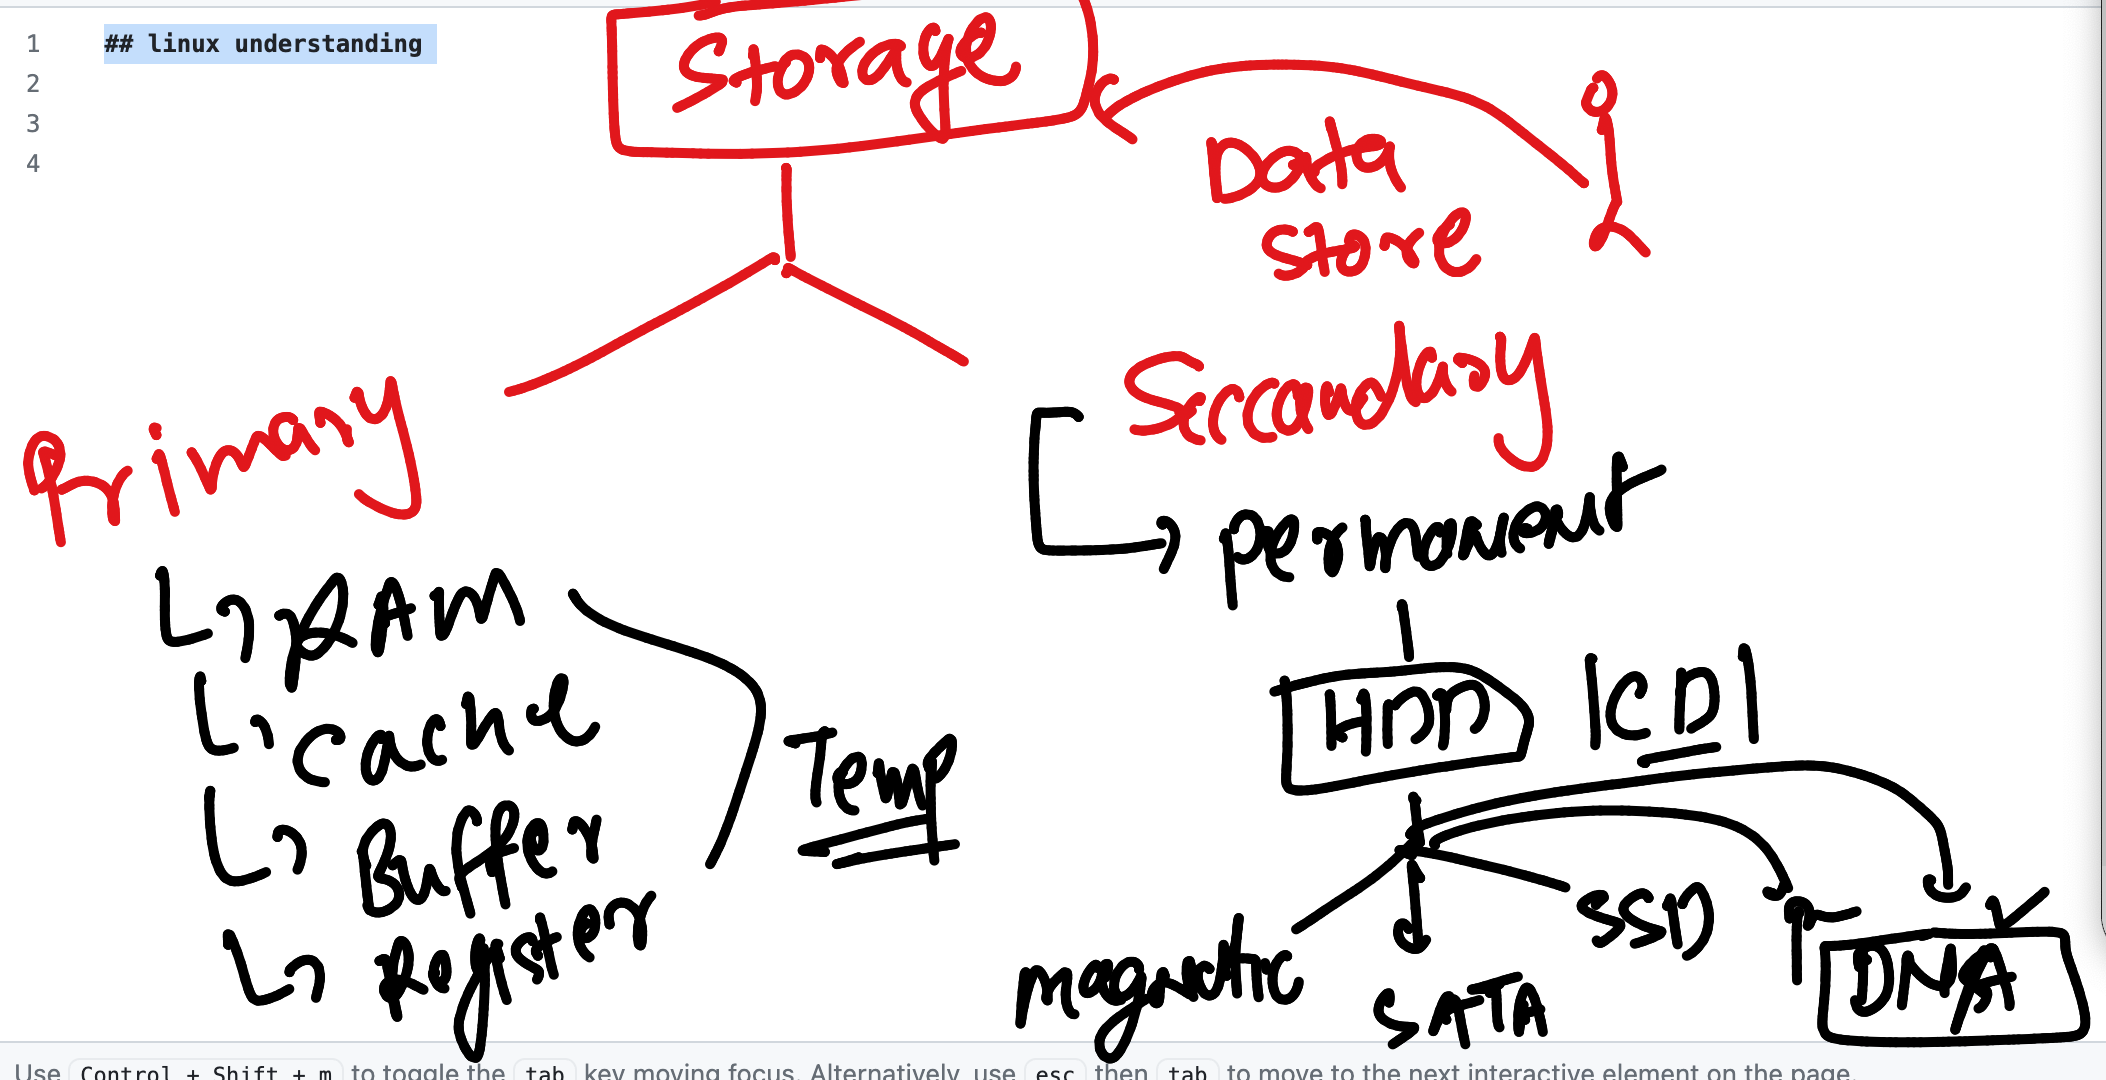 1 ## linux understanding
2
3
4
Storage
Data
store
Primary
Seccandary
permanent
RAM
cache
Buffer
Register
Temp
HDD
CD
magnetic
SATA
SSD
DNA
Use Control + Shift + m to toggle the tab key moving focus. Alternatively, use esc then tab to move to the next interactive element on the page.